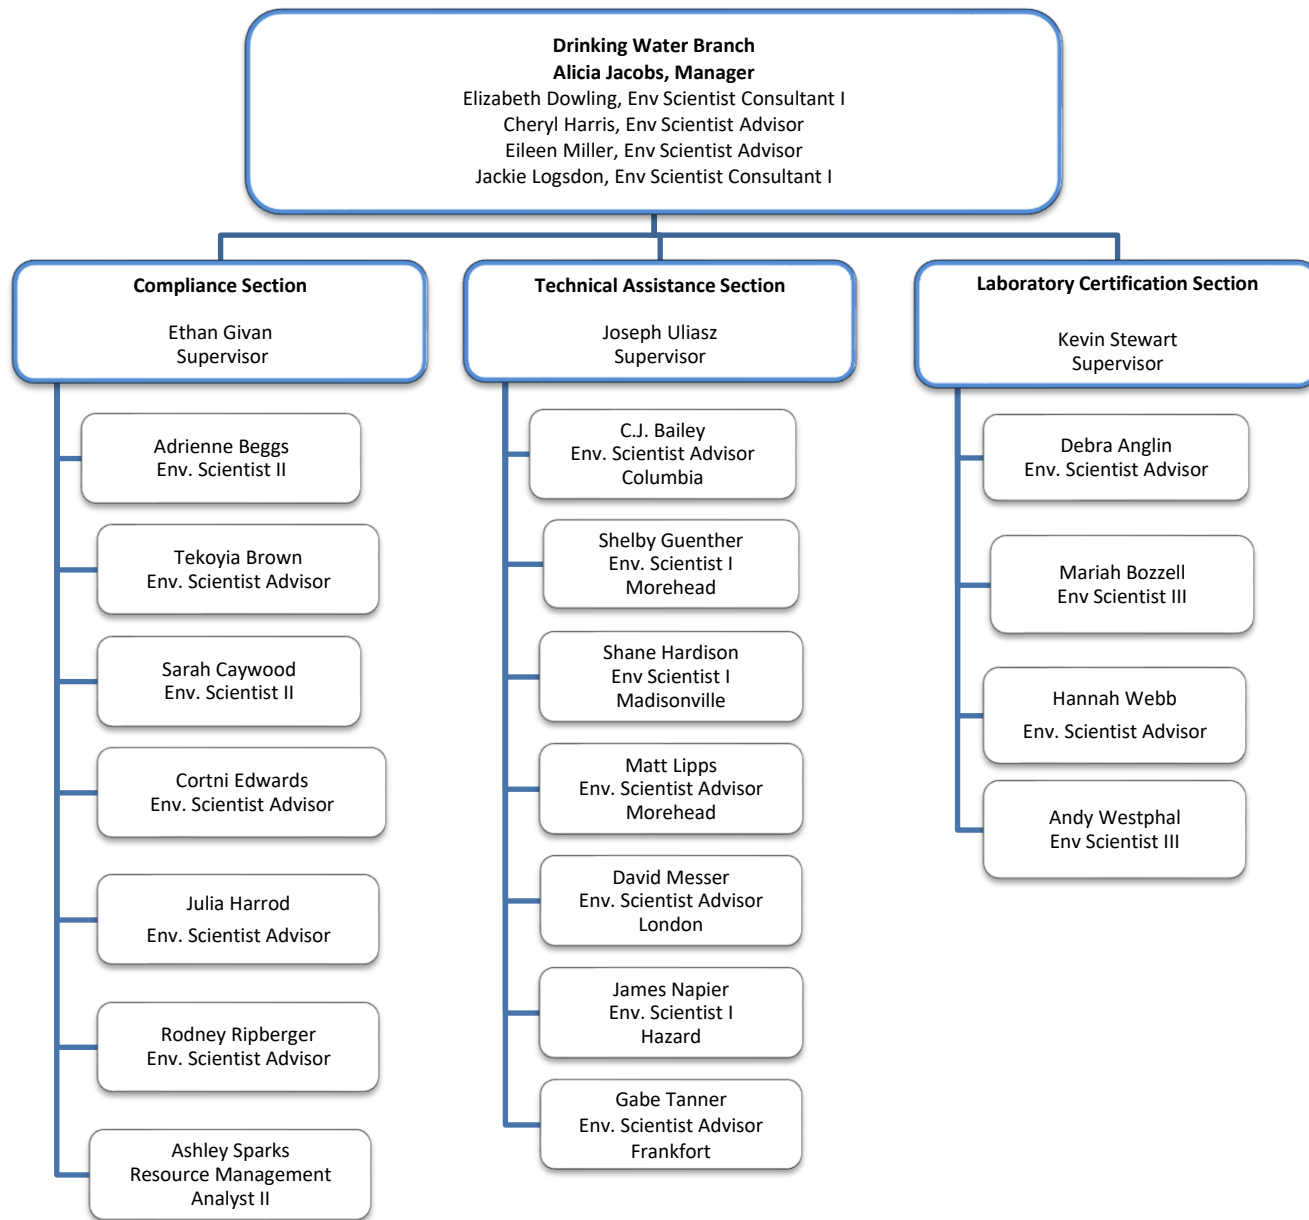 Drinking Water Branch
Alicia Jacobs, Manager
Elizabeth Dowling, Env Scientist Consultant I
Cheryl Harris, Env Scientist Advisor
Eileen Miller, Env Scientist Advisor
Jackie Logsdon, Env Scientist Consultant I
Compliance Section
Ethan Givan
Supervisor
Adrienne Beggs
Env. Scientist II
Tekoyia Brown
Env. Scientist Advisor
Sarah Caywood
Env. Scientist II
Cortni Edwards
Env. Scientist Advisor
Julia Harrod
Env. Scientist Advisor
Rodney Ripberger
Env. Scientist Advisor
Ashley Sparks
Resource Management
Analyst II
Technical Assistance Section
Joseph Uliasz
Supervisor
C.J. Bailey
Env. Scientist Advisor
Columbia
Shelby Guenther
Env. Scientist I
Morehead
Shane Hardison
Env Scientist I
Madisonville
Matt Lipps
Env. Scientist Advisor
Morehead
David Messer
Env. Scientist Advisor
London
James Napier
Env. Scientist I
Hazard
Gabe Tanner
Env. Scientist Advisor
Frankfort
Laboratory Certification Section
Kevin Stewart
Supervisor
Debra Anglin
Env. Scientist Advisor
Mariah Bozzell
Env Scientist III
Hannah Webb
Env. Scientist Advisor
Andy Westphal
Env Scientist III